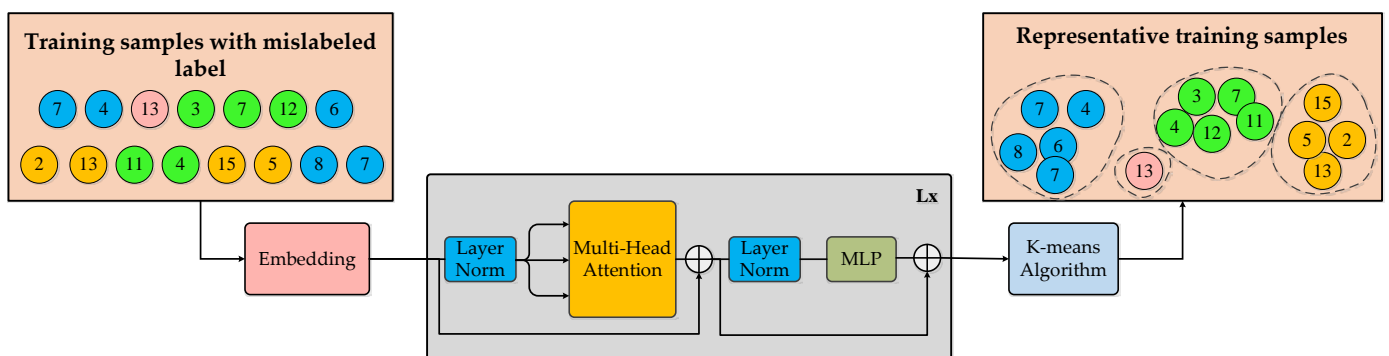 Training samples with mislabeled
label
7 4 13 3 7 12 6
2 13 11 4 15 5 8 7
Embedding
Lx
Layer
Norm
Multi-Head
Attention
Layer
Norm
MLP
K-means
Algorithm
Representative training samples
7 4
8 6
7
13
3 7
4 12 11
15
5 2
13